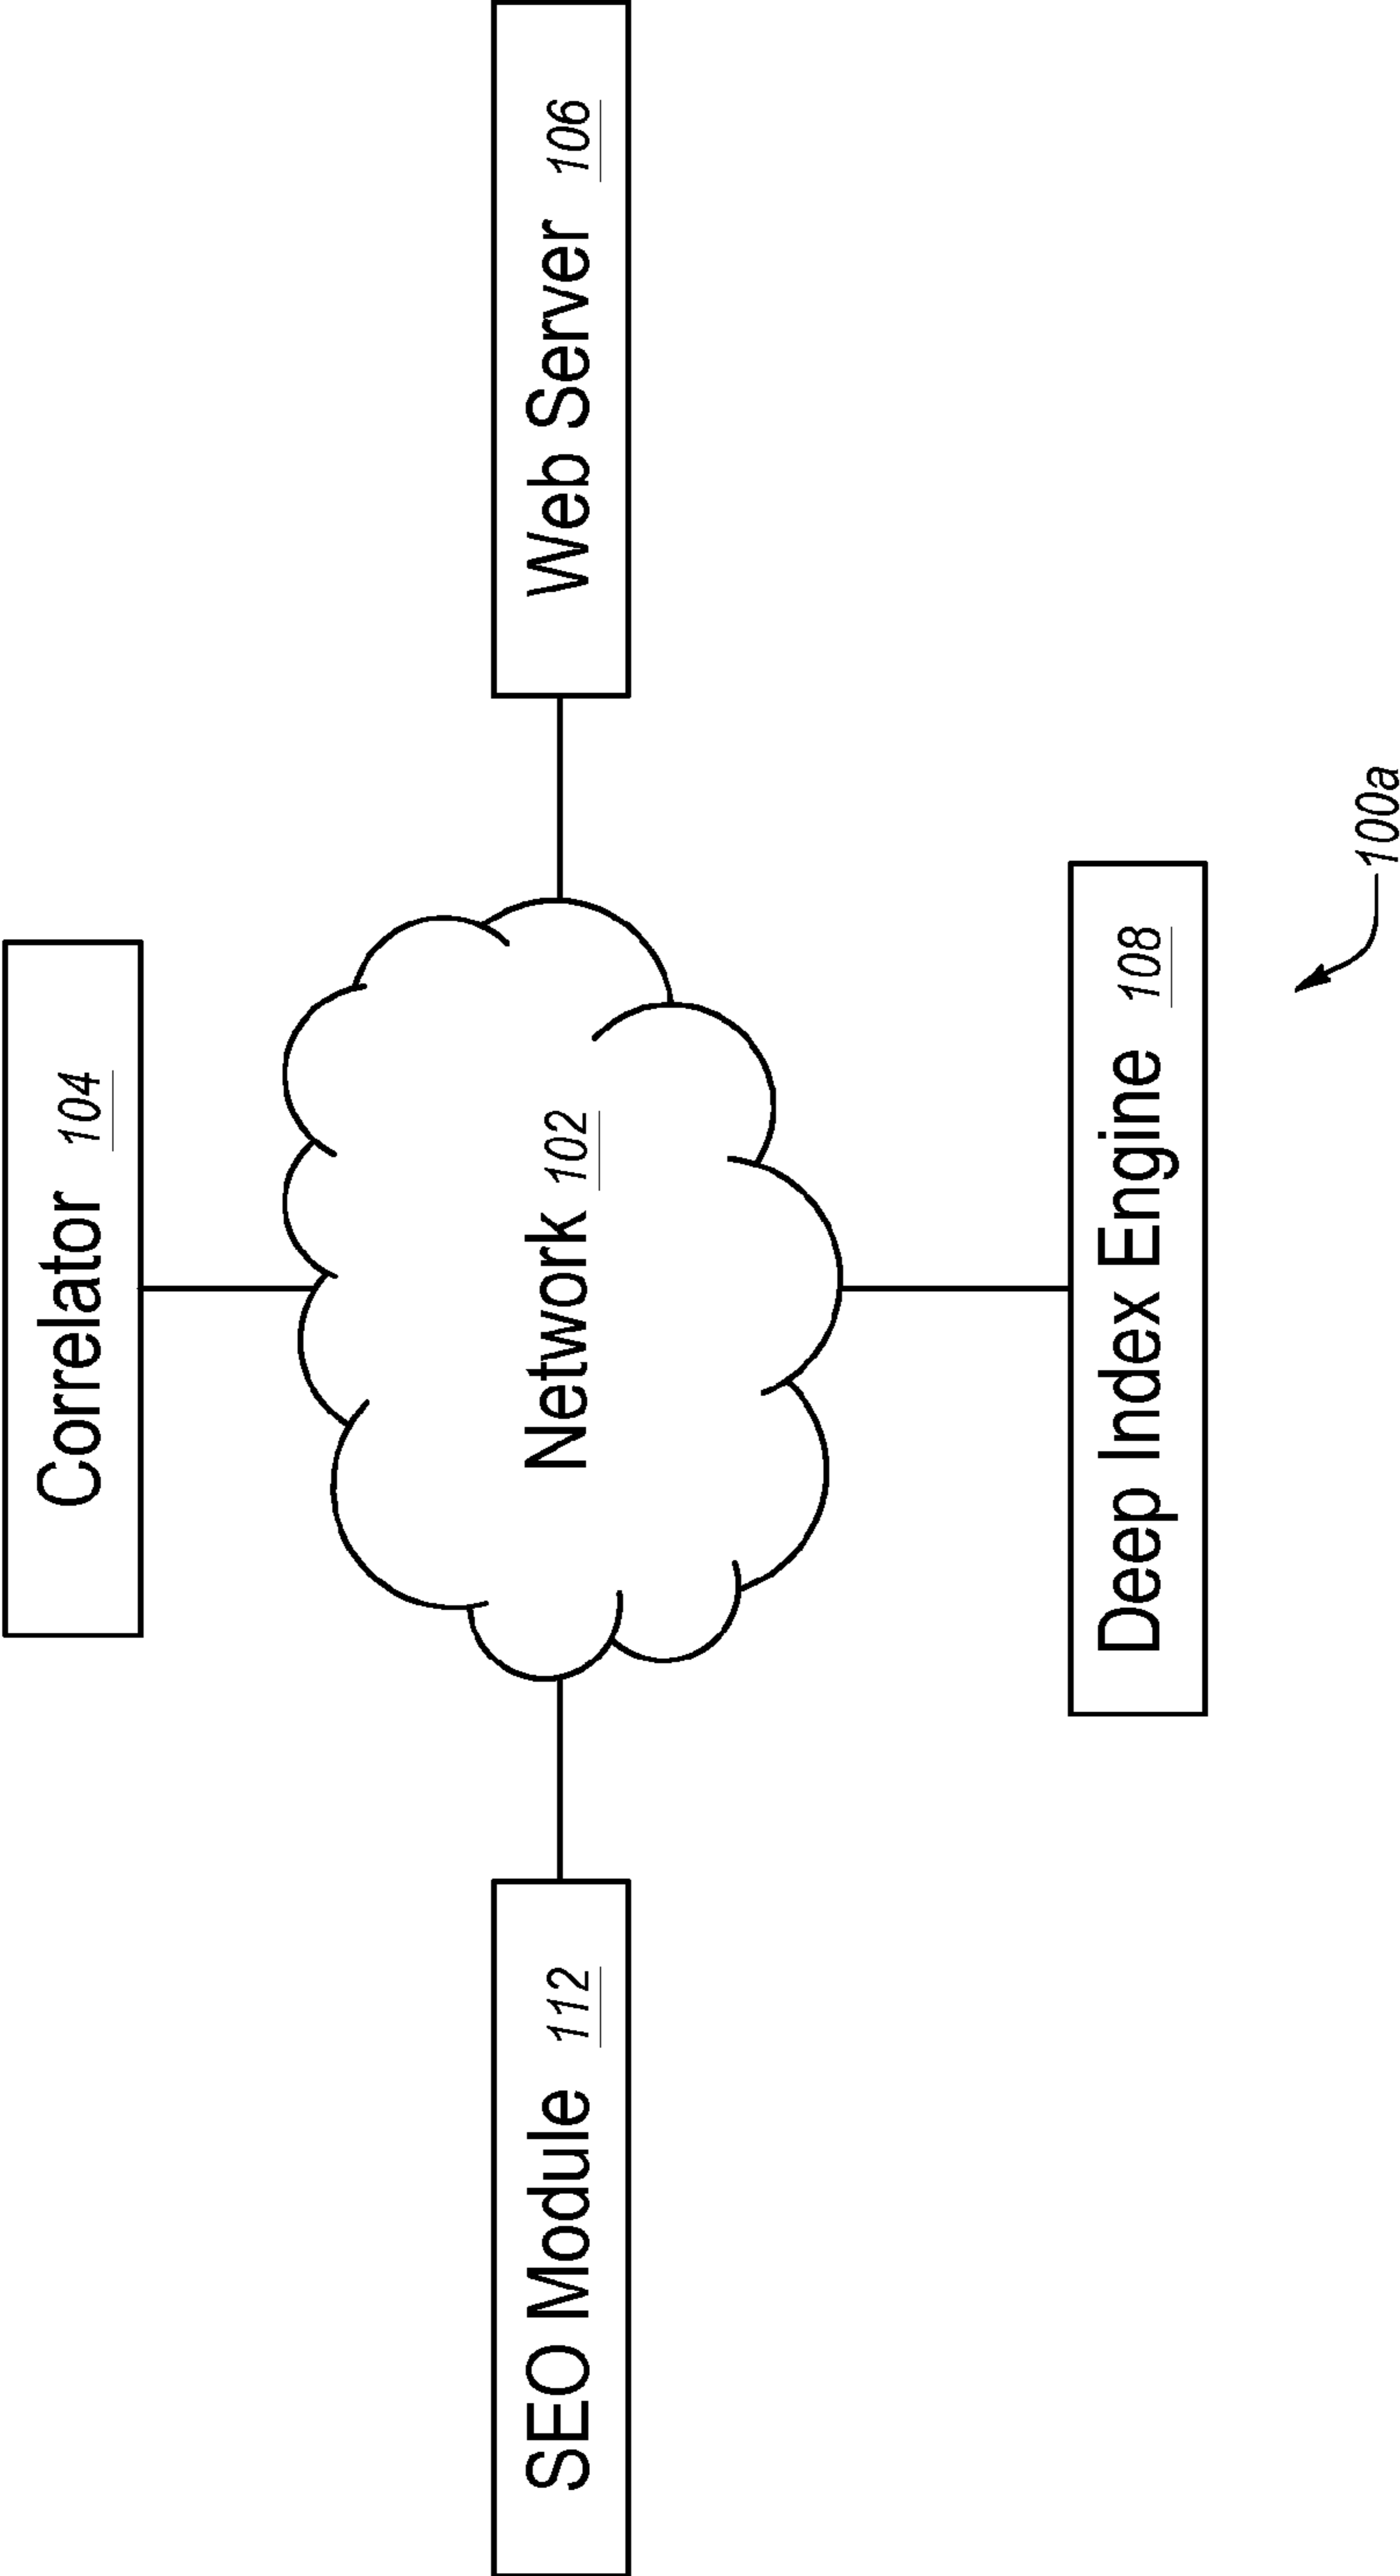 Correlator 104
SEO Module 112
Network 102
Web Server 106
Deep Index Engine 108
100a